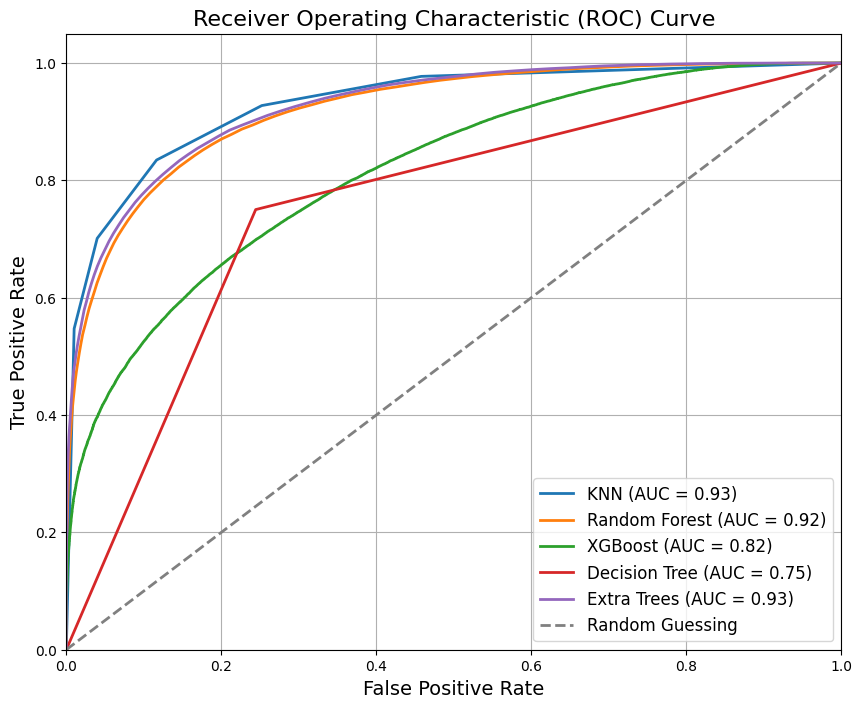 Receiver Operating Characteristic (ROC) Curve
True Positive Rate
1.0
0.8
0.6
0.4
0.2
0.0
KNN (AUC = 0.93)
Random Forest (AUC = 0.92)
XGBoost (AUC = 0.82)
Decision Tree (AUC = 0.75)
Extra Trees (AUC = 0.93)
Random Guessing
0.0 0.2 0.4 0.6 0.8 1.0
False Positive Rate